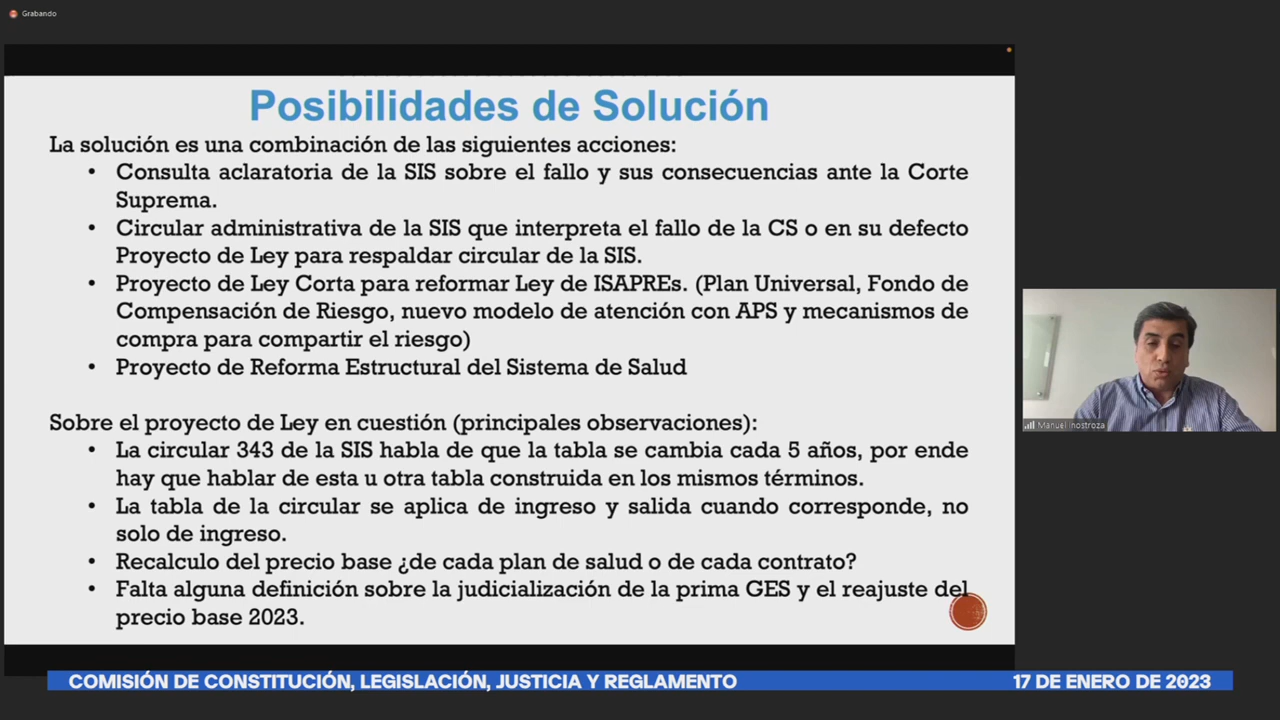 Grabando
Posibilidades de Solución
La solución es una combinación de las siguientes acciones:
• Consulta aclaratoria de la SIS sobre el fallo y sus consecuencias ante la Corte
Suprema.
• Circular administrativa de la SIS que interpreta el fallo de la CS o en su defecto
Proyecto de Ley para respaldar circular de la SIS.
• Proyecto de Ley Corta para reformar Ley de ISAPREs. (Plan Universal, Fondo de
Compensación de Riesgo, nuevo modelo de atención con APS y mecanismos de
compra para compartir el riesgo)
• Proyecto de Reforma Estructural del Sistema de Salud
Sobre el proyecto de Ley en cuestión (principales observaciones):
• La circular 343 de la SIS habla de que la tabla se cambia cada 5 años, por ende
hay que hablar de esta u otra tabla construida en los mismos términos.
• La tabla de la circular se aplica de ingreso y salida cuando corresponde, no
solo de ingreso.
• Recalculo del precio base ¿de cada plan de salud o de cada contrato?
• Falta alguna definición sobre la judicialización de la prima GES y el reajuste del
precio base 2023.
Manuel Inostroza
COMISIÓN DE CONSTITUCIÓN, LEGISLACIÓN, JUSTICIA Y REGLAMENTO
17 DE ENERO DE 2023